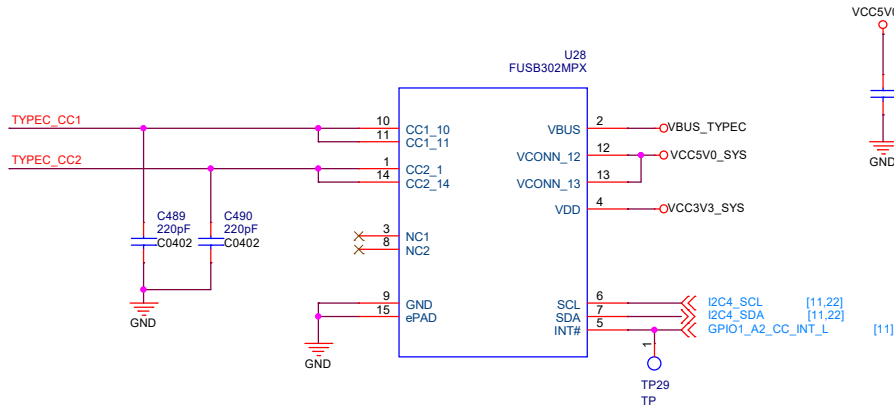 VCC5V0
U28
FUSB302MPX
TYPEC_CC1
10
CC1_10
11
CC1_11
TYPEC_CC2
1
CC2_1
14
CC2_14
VBUS
2
VBUS_TYPEC
VCONN_12
12
VCC5V0_SYS
VCONN_13
13
VDD
4
VCC3V3_SYS
C489
220pF
C0402
C490
220pF
C0402
3
NC1
8
NC2
GND
9
GND
15
ePAD
GND
SCL
6
I2C4_SCL [11,22]
SDA
7
I2C4_SDA [11,22]
INT#
5
GPIO1_A2_CC_INT_L [11]
1
TP29
TP
GND